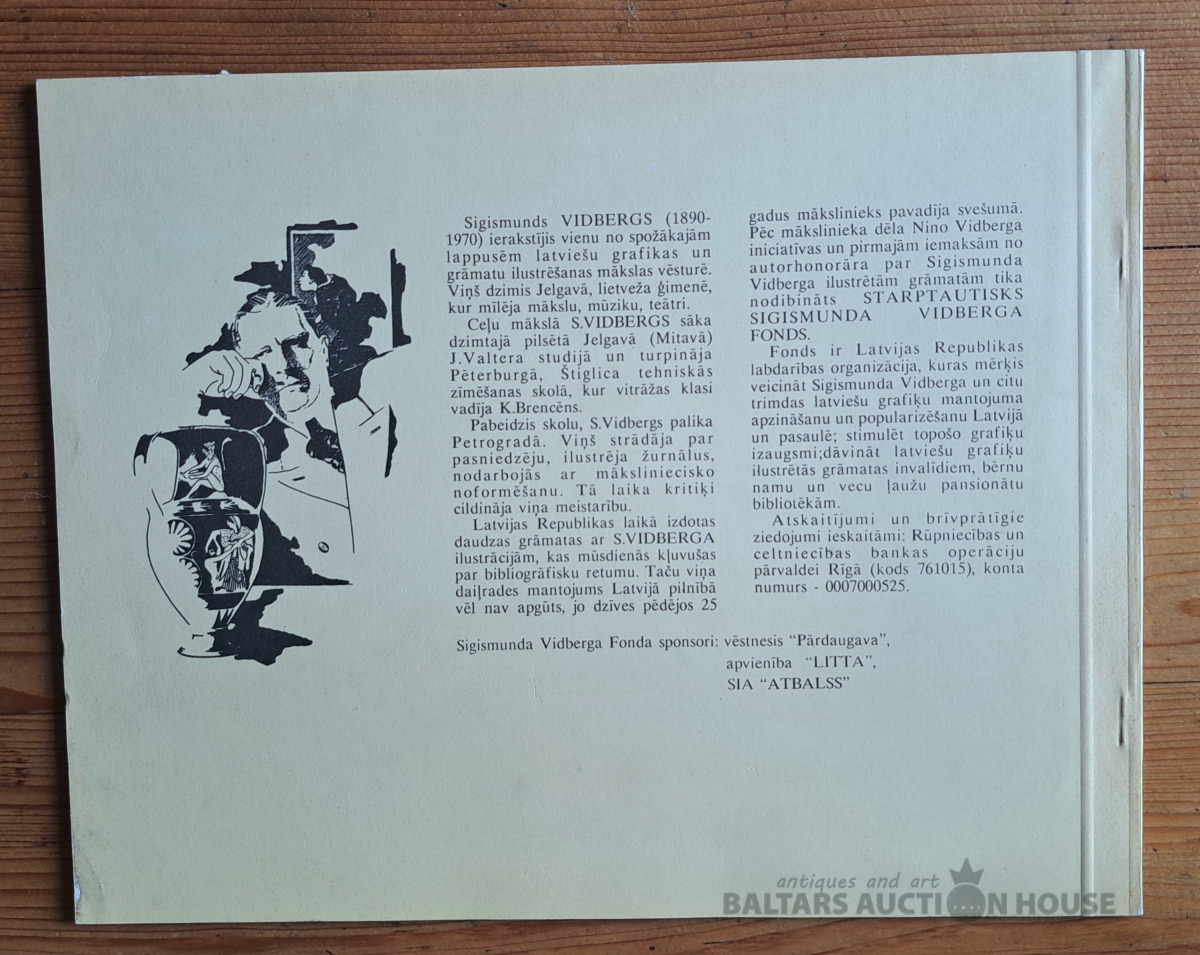 Sigismunds VIDBERGS (1890-
1970) ierakstījis vienu no spožākajām
lappusēm latviešu grafikas un
grāmatu ilustrēšanas mākslas vēsturē.
Viņš dzimis Jelgavā, lietveža ģimenē,
kur mīlēja mākslu, mūziku, teātri.
Ceļu mākslā S.VIDBERGS sāka
dzimtajā pilsētā Jelgavā (Mitavā)
J.Valtera studijā un turpināja
Pēterburgā, Štiglica tehniskās
zīmēšanas skolā, kur vitrāžas klasi
vadīja K.Brencēns.
Pabeidzis skolu, S.Vidbergs palika
Petrogradā. Viņš strādāja par
pasniedzēju, ilustrēja žurnālus,
nodarbojās ar māksliniecisko
noformēšanu. Tā laika kritiķi
cildināja viņa meistarību.
Latvijas Republikas laikā izdotas
daudzas grāmatas ar S.VIDBERGA
ilustrācijām, kas mūsdienās kļuvušas
par bibliogrāfisku retumu. Taču viņa
daiļrades mantojums Latvijā pilnībā
vēl nav apgūts, jo dzīves pēdējos 25
gadus mākslinieks pavadīja svešumā.
Pēc mākslinieka dēla Nino Vidberga
iniciatīvas un pirmajām iemaksām no
autorhonorāra par Sigismunda
Vidberga ilustrētām grāmatām tika
nodibināts STARPTAUTISKS
SIGISMUNDA VIDBERGA
FONDS.
Fonds ir Latvijas Republikas
labdarības organizācija, kuras mērķis
veicināt Sigismunda Vidberga un citu
trimdas latviešu grafiķu mantojuma
apzināšanu un popularizēšanu Latvijā
un pasaulē; stimulēt topošo grafiķu
izaugsmi;dāvināt latviešu grafiķu
ilustrētās grāmatas invalīdiem, bērnu
namu un vecu ļaužu pansionātu
bibliotēkām.
Atskaitījumi un brīvprātīgie
ziedojumi ieskaitāmi: Rūpniecības un
celtniecības bankas operāciju
pārvaldei Rīgā (kods 761015), konta
numurs - 0007000525.
Sigismunda Vidberga Fonda sponsori: vēstnesis “Pārdaugava”,
apvienība “LITTA”,
SIA “ATBALSS”
antiques and art
BALTARS AUCTION HOUSE